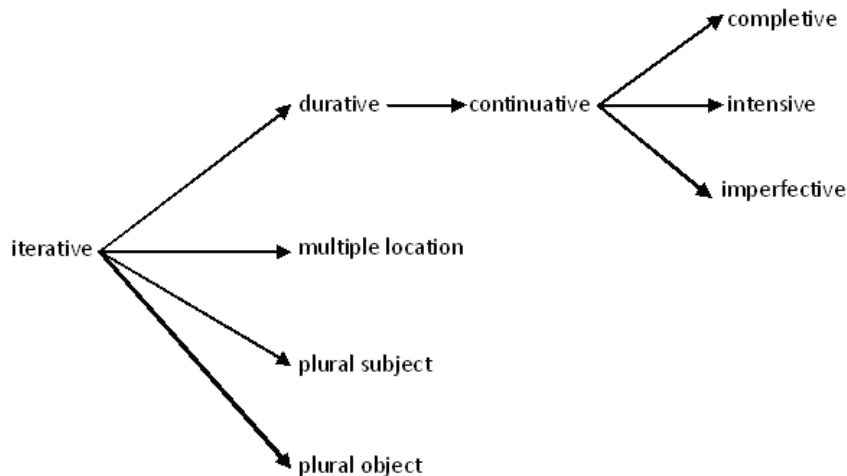 completive
durative
continuative
intensive
imperfective
iterative
multiple location
plural subject
plural object